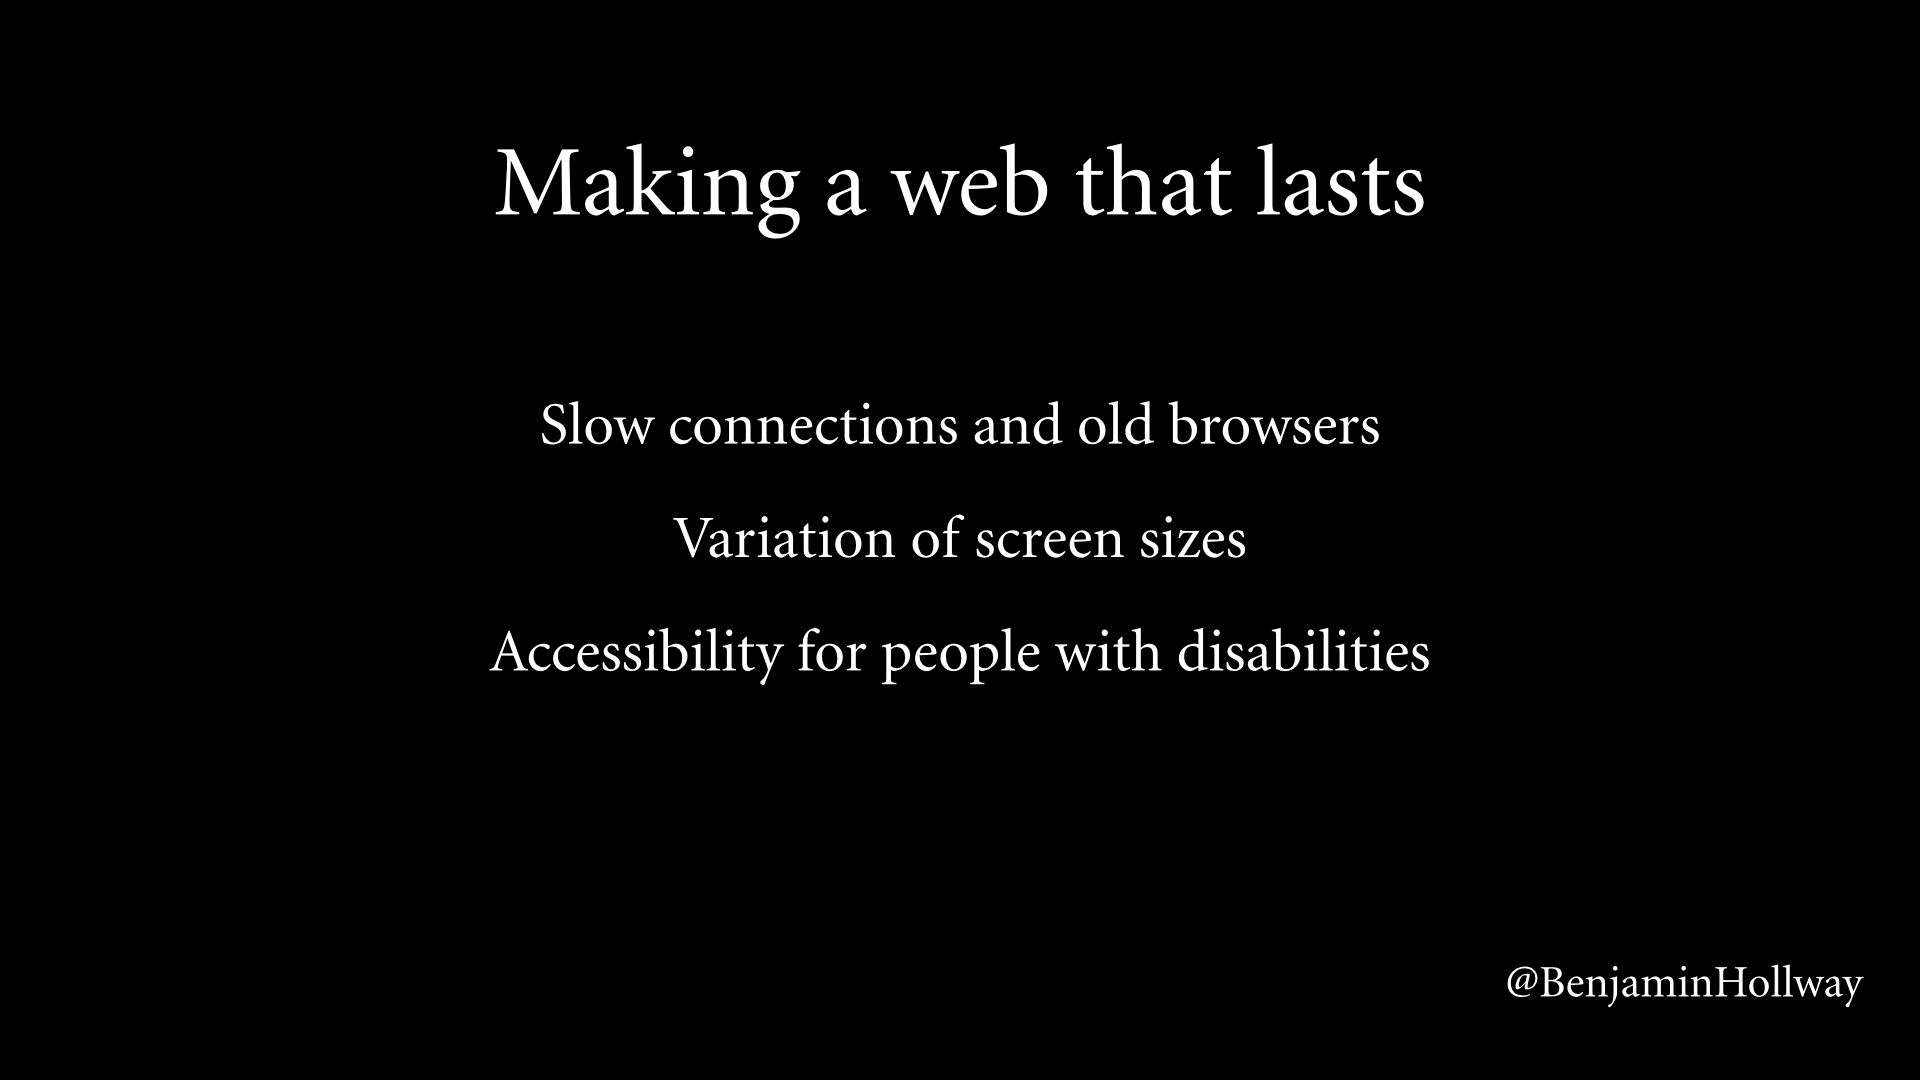 Making a web that lasts
Slow connections and old browsers
Variation of screen sizes
Accessibility for people with disabilities
@BenjaminHollway